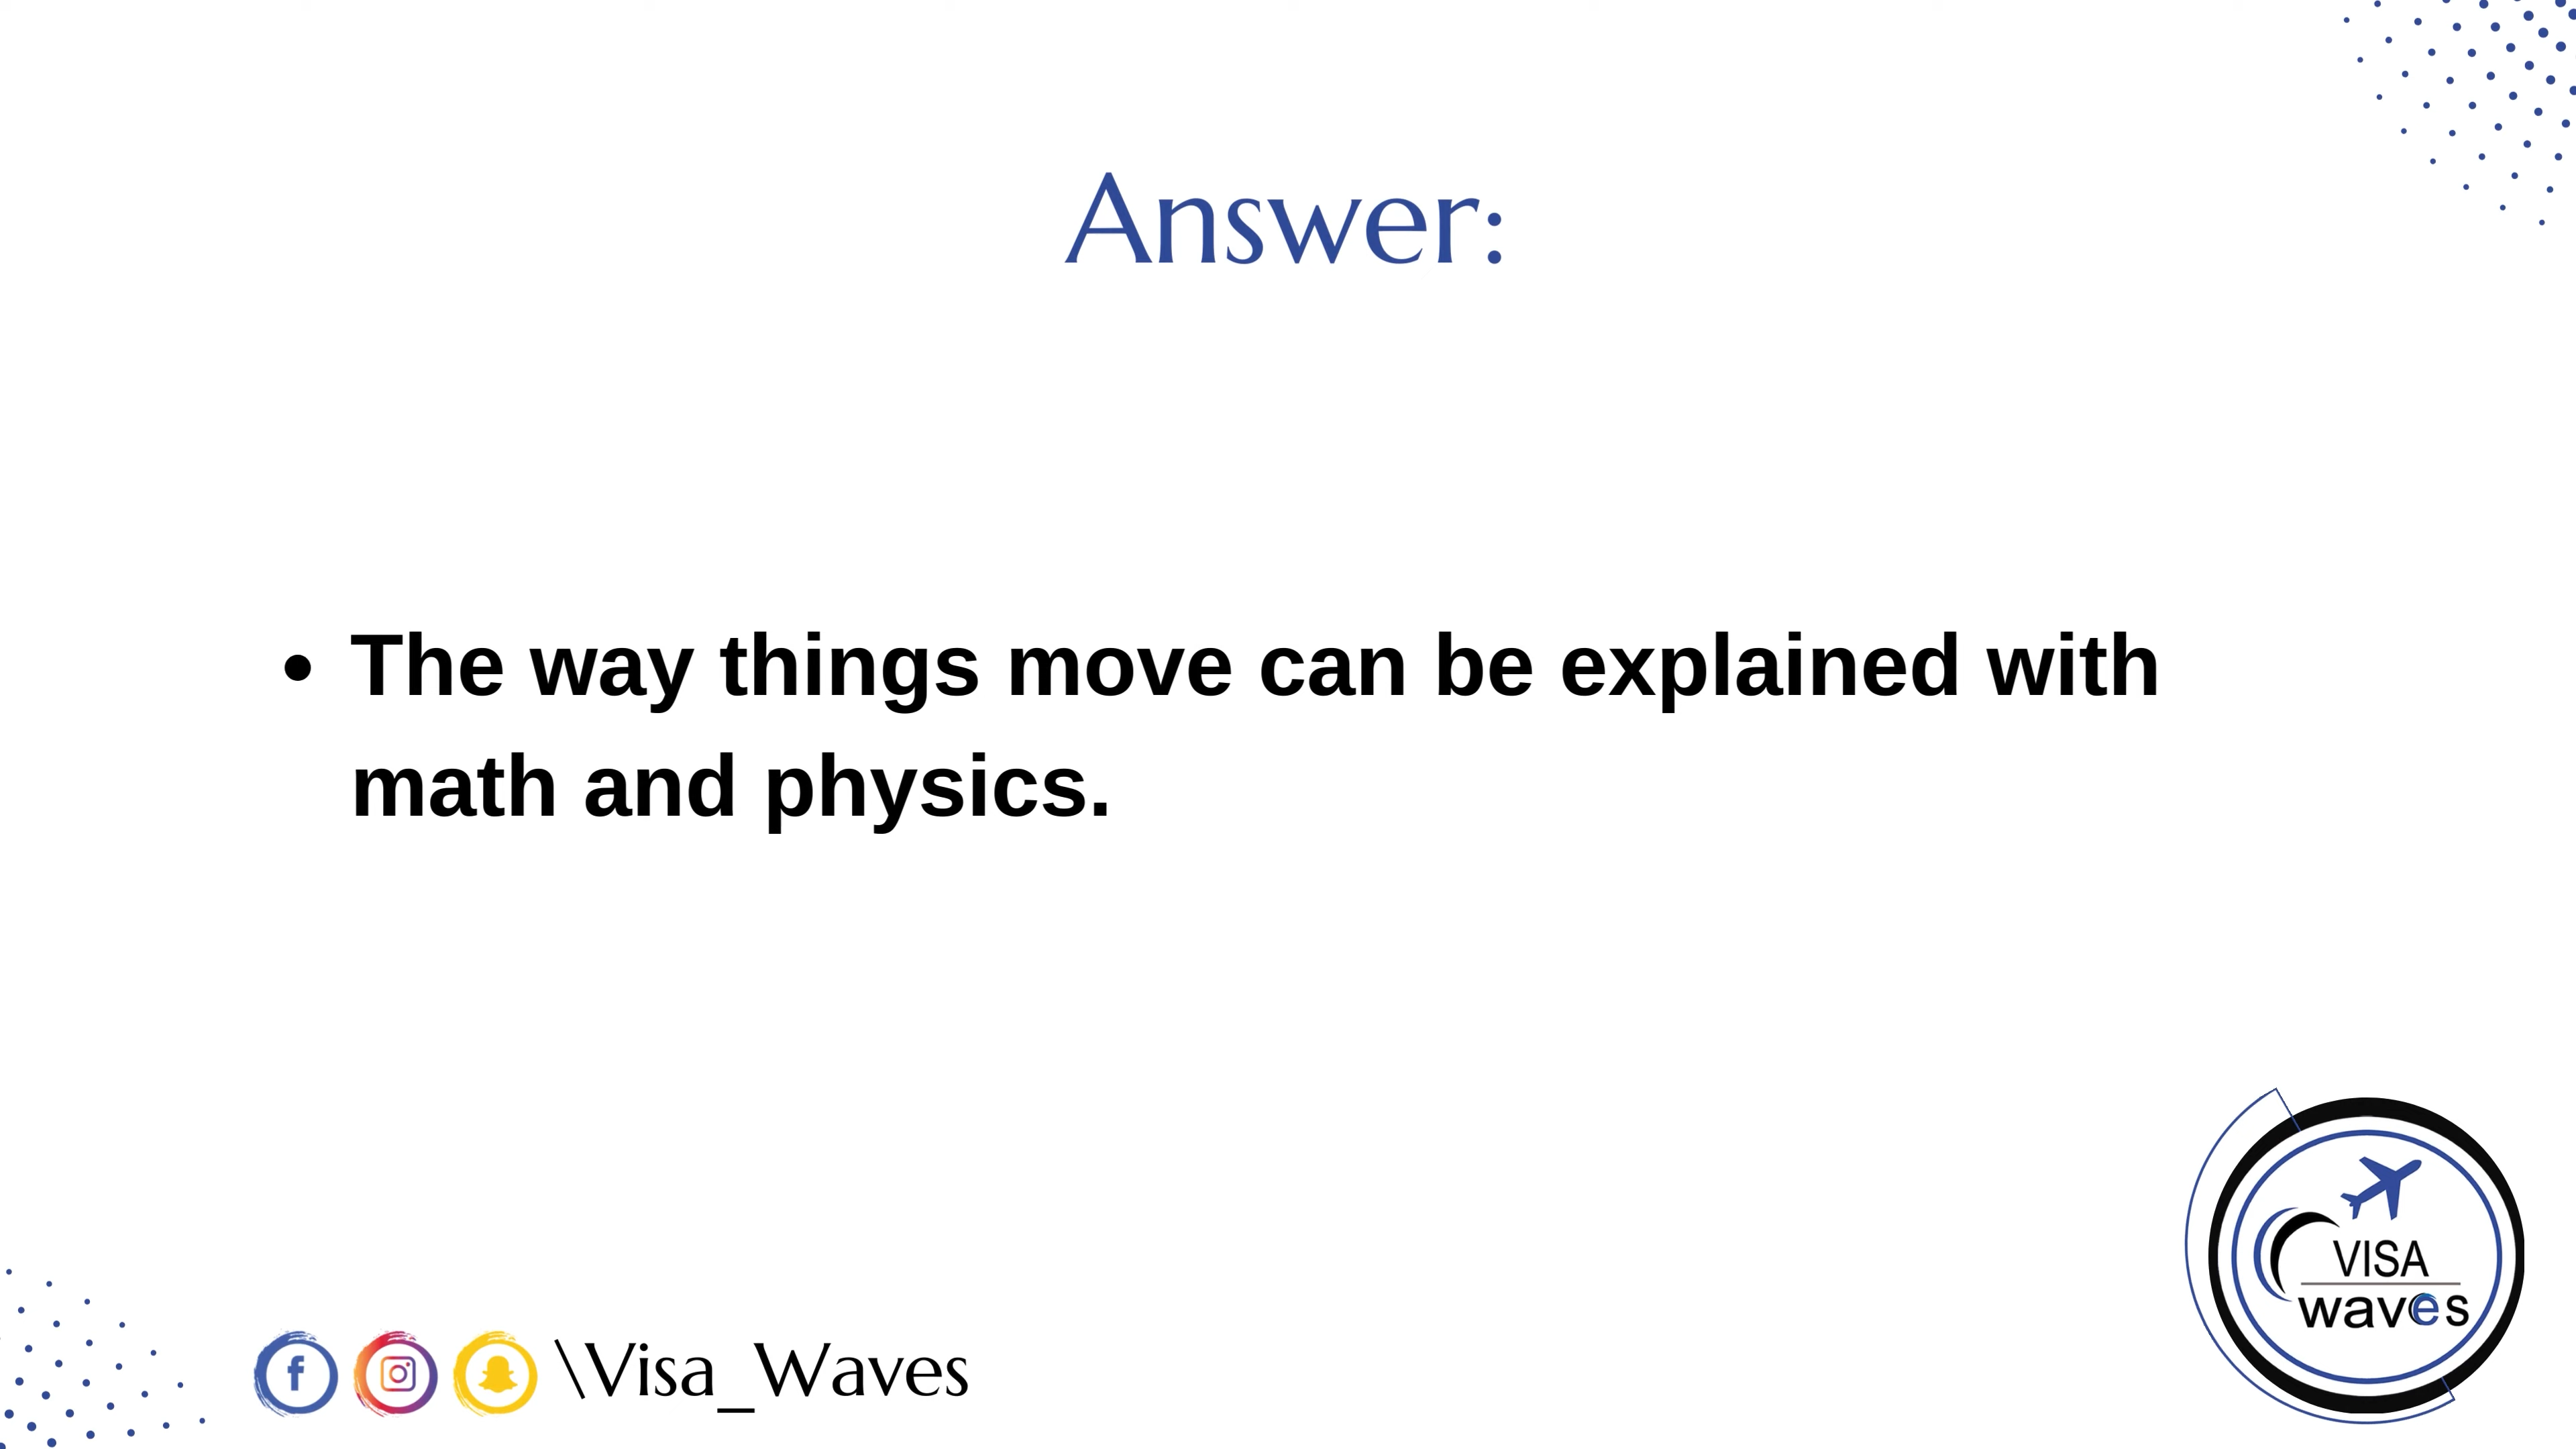 Answer:
• The way things move can be explained with
math and physics.
VISA
waves
\Visa_Waves